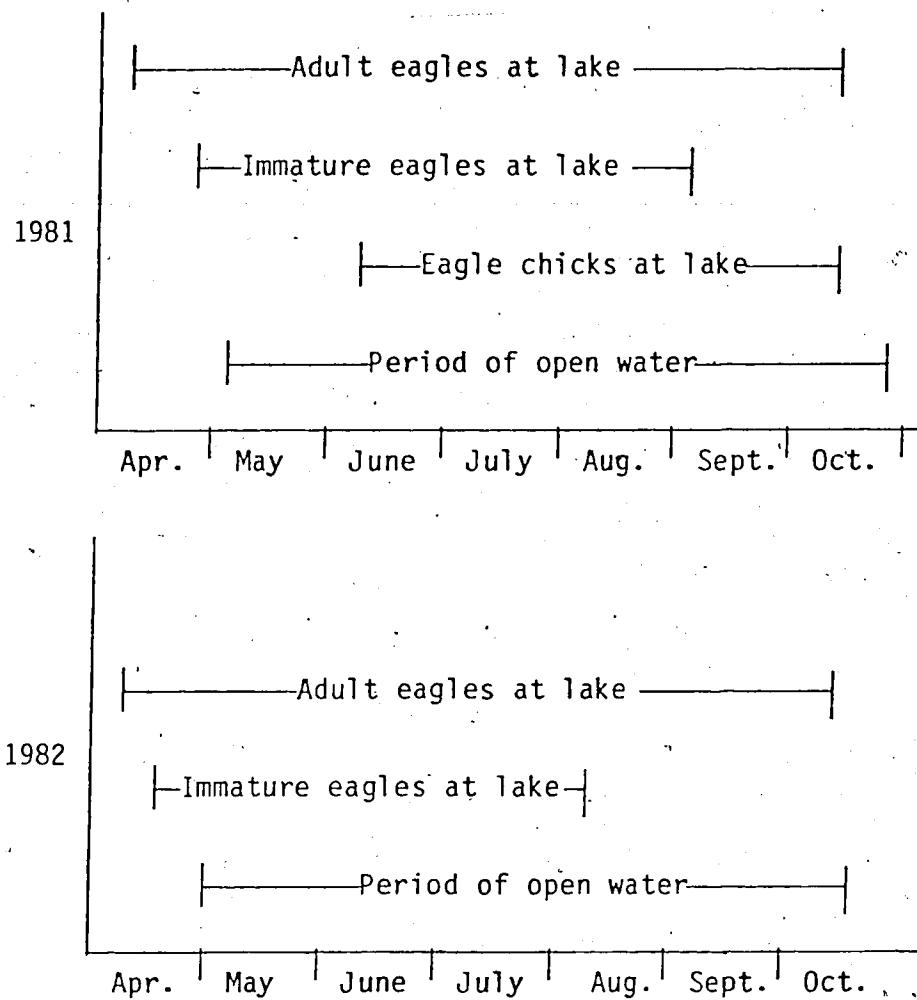 Adult eagles at lake
Immature eagles at lake
1981
Eagle chicks at lake
Period of open water
Apr. May June July Aug. Sept. Oct.
Adult eagles at lake
1982
Immature eagles at lake
Period of open water
Apr. May June July Aug. Sept. Oct.